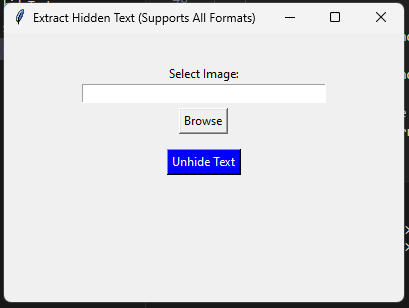 Extract Hidden Text (Supports All Formats)
Select Image:
Browse
Unhide Text